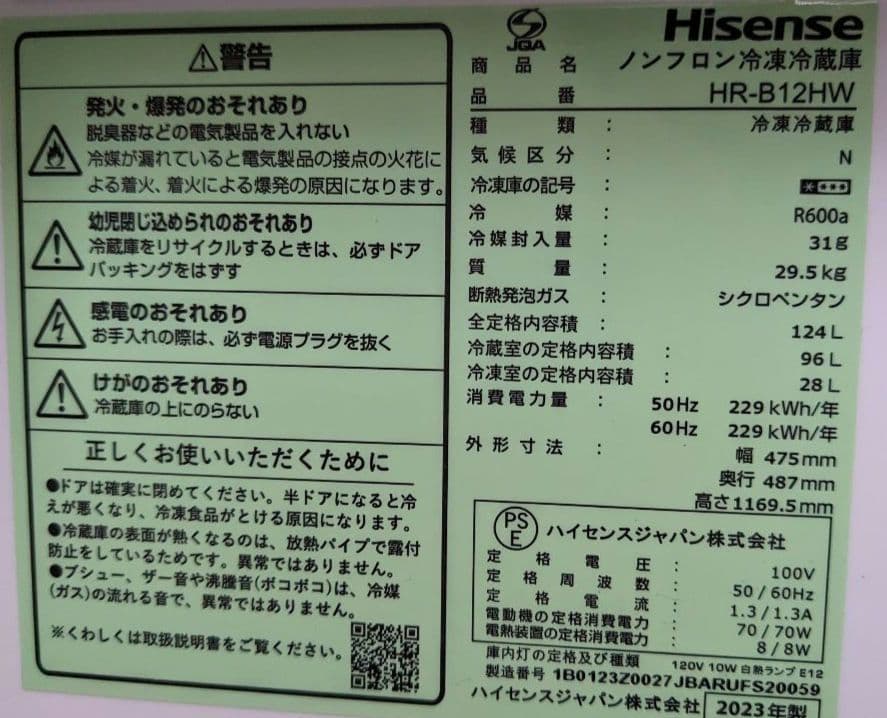 ⚠警告
発火・爆発のおそれあり
脱臭器などの電気製品を入れない
冷媒が漏れていると電気製品の接点の火花に
よる着火、着火による爆発の原因になります。
幼児閉じ込められのおそれあり
冷蔵庫をリサイクルするときは、必ずドア
パッキングをはずす
感電のおそれあり
お手入れの際は、必ず電源プラグを抜く
けがのおそれあり
冷蔵庫の上にのらない
正しくお使いいただくために
●ドアは確実に閉めてください。半ドアになると冷
えが悪くなり、冷凍食品がとける原因になります。
●冷蔵庫の表面が熱くなるのは、放熱パイプで露付
防止をしているためです。異常ではありません。
●ブシュー、ザー音や沸騰音(ボコボコ)は、冷媒
(ガス)の流れる音で、異常ではありません。
※くわしくは取扱説明書をご覧ください。
JQA
Hisense
商品名 ノンフロン冷凍冷蔵庫
品番 HR-B12HW
種類 : 冷凍冷蔵庫
気候区分 : N
冷凍庫の記号 : ****
冷媒 : R600a
冷媒封入量 : 31g
質量 : 29.5kg
断熱発泡ガス : シクロペンタン
全定格内容積 : 124L
冷蔵室の定格内容積 : 96L
冷凍室の定格内容積 : 28L
消費電力量 : 50Hz 229 kWh/年
60Hz 229 kWh/年
外形寸法 : 幅 475mm
奥行 487mm
高さ1169.5mm
PSE ハイセンスジャパン株式会社
定格電圧 : 100V
定格周波数 : 50/60Hz
定格電流 : 1.3/1.3A
電動機の定格消費電力 : 70/70W
電熱装置の定格消費電力 : 8/8W
庫内灯の定格及び種類 120V 10W 白熱ランプ E12
製造番号 1B0123Z0027JBARUFS20059
ハイセンスジャパン株式会社 2023年製